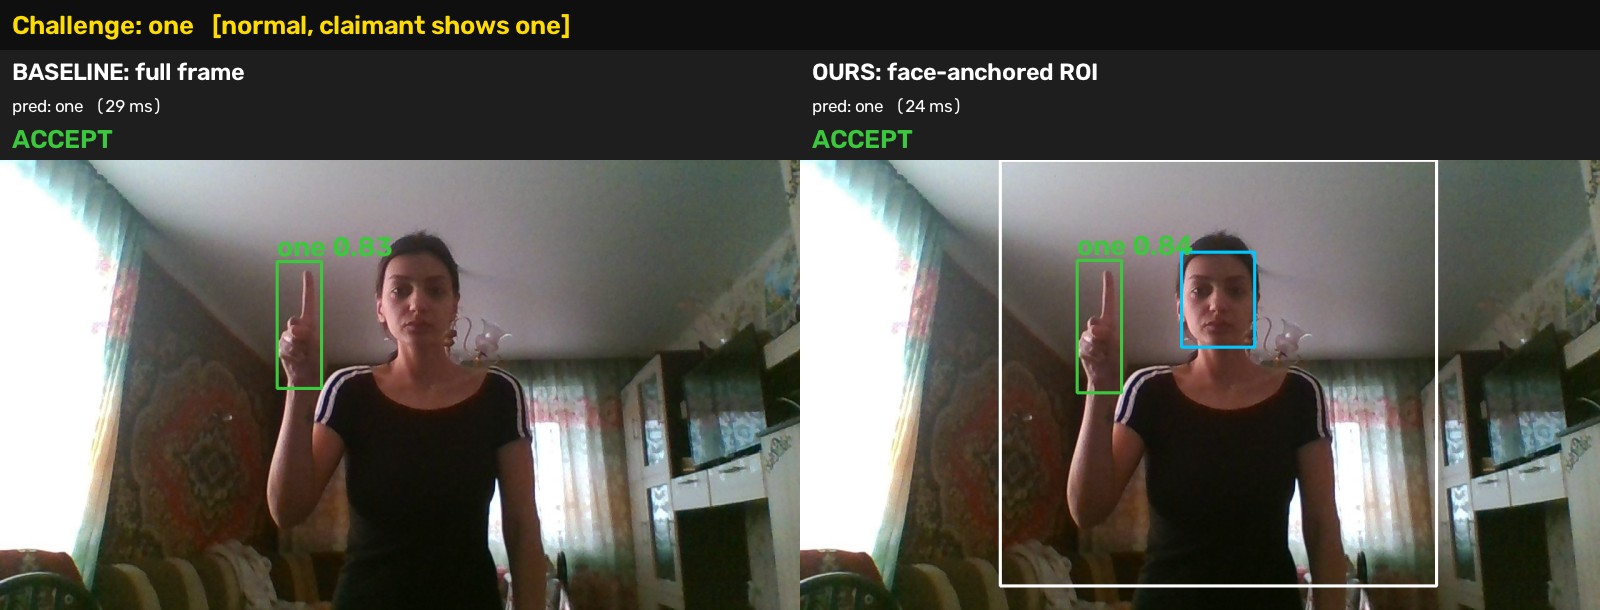 Challenge: one [normal, claimant shows one]
BASELINE: full frame
pred: one (29 ms)
ACCEPT
one 0.83
OURS: face-anchored ROI
pred: one (24 ms)
ACCEPT
one 0.84